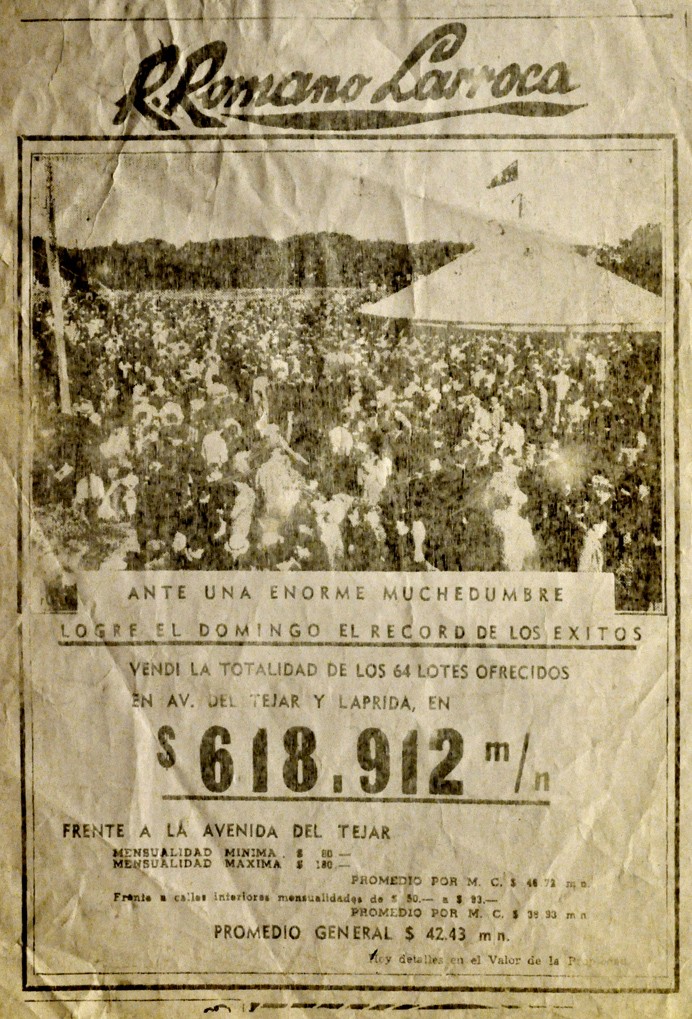 R. Romano Larroca
ANTE UNA ENORME MUCHEDUMBRE
LOGRE EL DOMINGO EL RECORD DE LOS EXITOS
VENDI LA TOTALIDAD DE LOS 64 LOTES OFRECIDOS
EN AV. DEL TEJAR Y LAPRIDA, EN
$ 618.912 m/n
FRENTE A LA AVENIDA DEL TEJAR
MENSUALIDAD MINIMA . $ 80 —
MENSUALIDAD MAXIMA $ 180.—
PROMEDIO POR M. C. $ 46 72 m n.
Frente a calles interiores mensualidades de $ 50.— a $ 93.—
PROMEDIO POR M. C. $ 38 93 m n
PROMEDIO GENERAL $ 42.43 m n.
Hoy detalles en el Valor de la